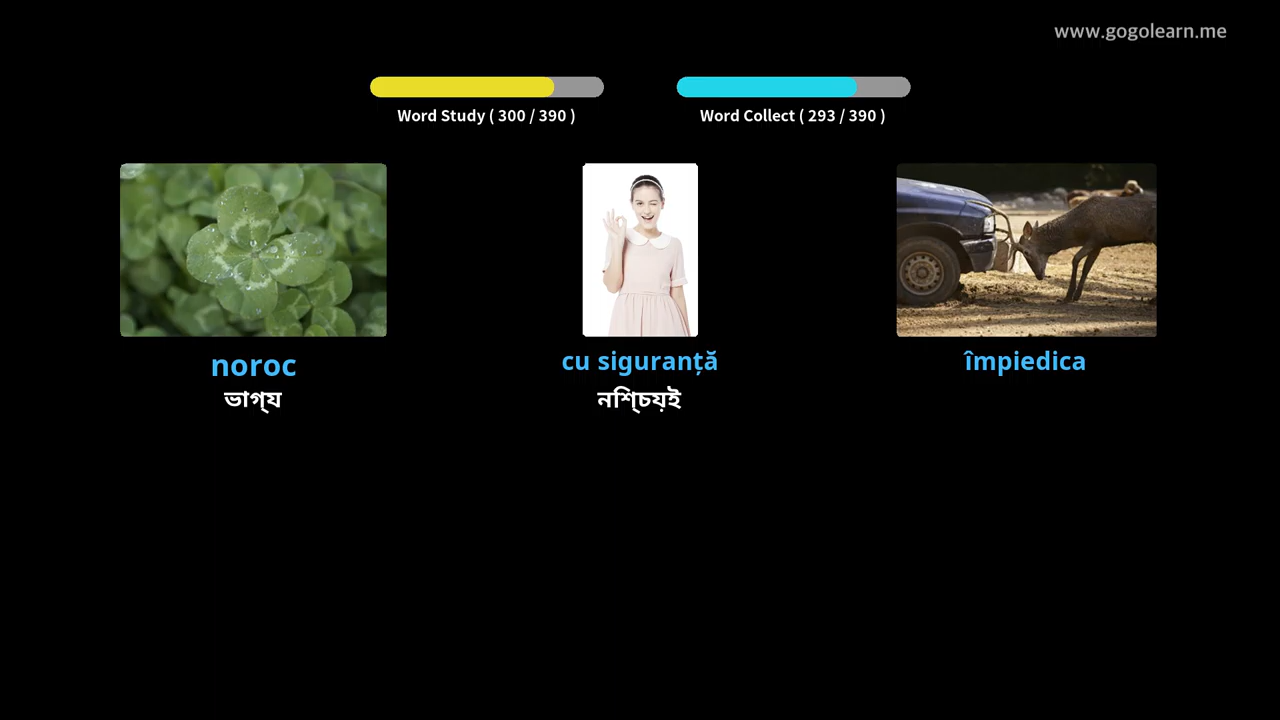 www.gogolearn.me
Word Study ( 300 / 390 )
Word Collect ( 293 / 390 )
noroc
cu siguranță
împiedica
ভাগ্য
নিশ্চয়ই